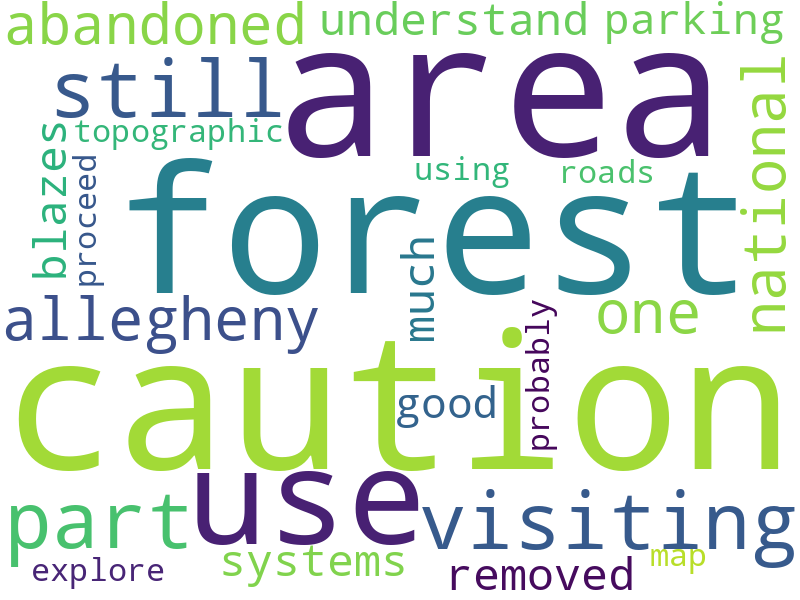 abandoned
understand
parking
area
still
national
topographic
blazes
proceed
using
roads
forest
much
allegheny
one
probably
caution
good
use
part
visiting
systems
map
explore
removed